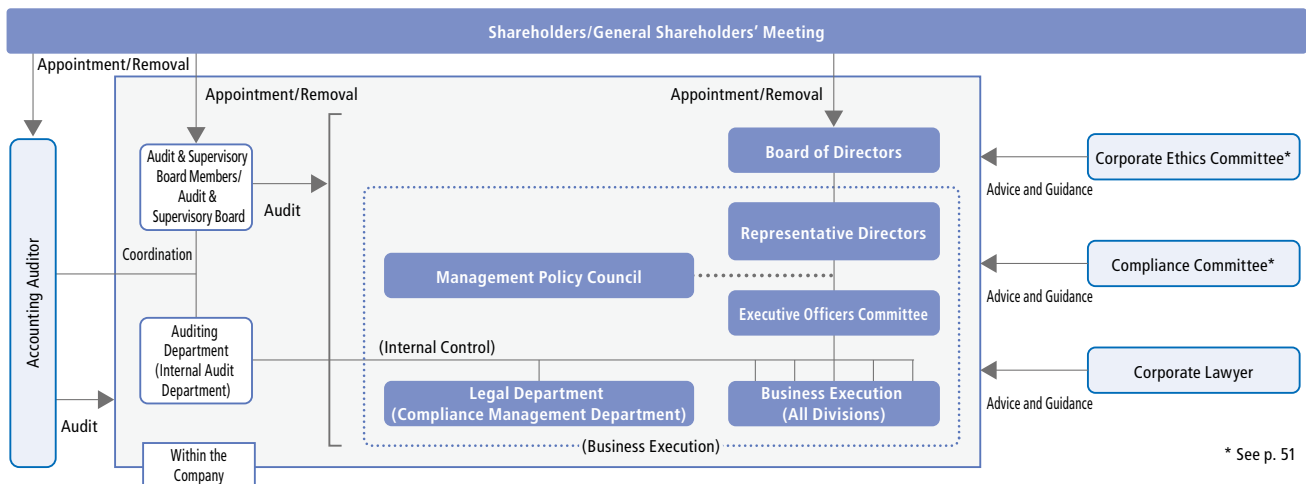 Shareholders/General Shareholders' Meeting
Appointment/Removal
Appointment/Removal
Appointment/Removal
Accounting Auditor
Audit & Supervisory
Board Members/
Audit &
Supervisory Board
Audit
Board of Directors
Corporate Ethics Committee*
Advice and Guidance
Representative Directors
Coordination
Management Policy Council
Compliance Committee*
Advice and Guidance
Executive Officers Committee
Auditing
Department
(Internal Audit
Department)
(Internal Control)
Legal Department
(Compliance Management Department)
Business Execution
(All Divisions)
Corporate Lawyer
Advice and Guidance
Audit
(Business Execution)
Within the
Company
* See p. 51